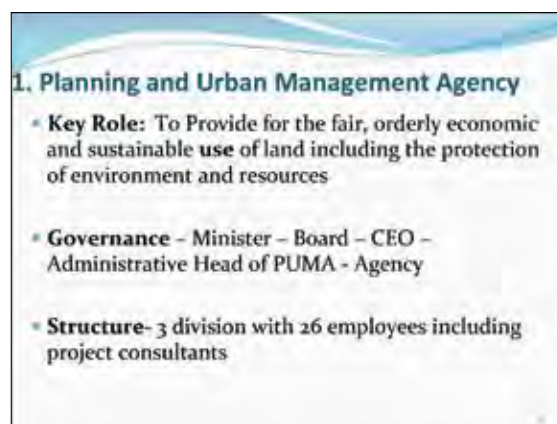 1. Planning and Urban Management Agency
Key Role: To Provide for the fair, orderly economic
and sustainable use of land including the protection
of environment and resources
Governance – Minister – Board – CEO –
Administrative Head of PUMA - Agency
Structure- 3 division with 26 employees including
project consultants